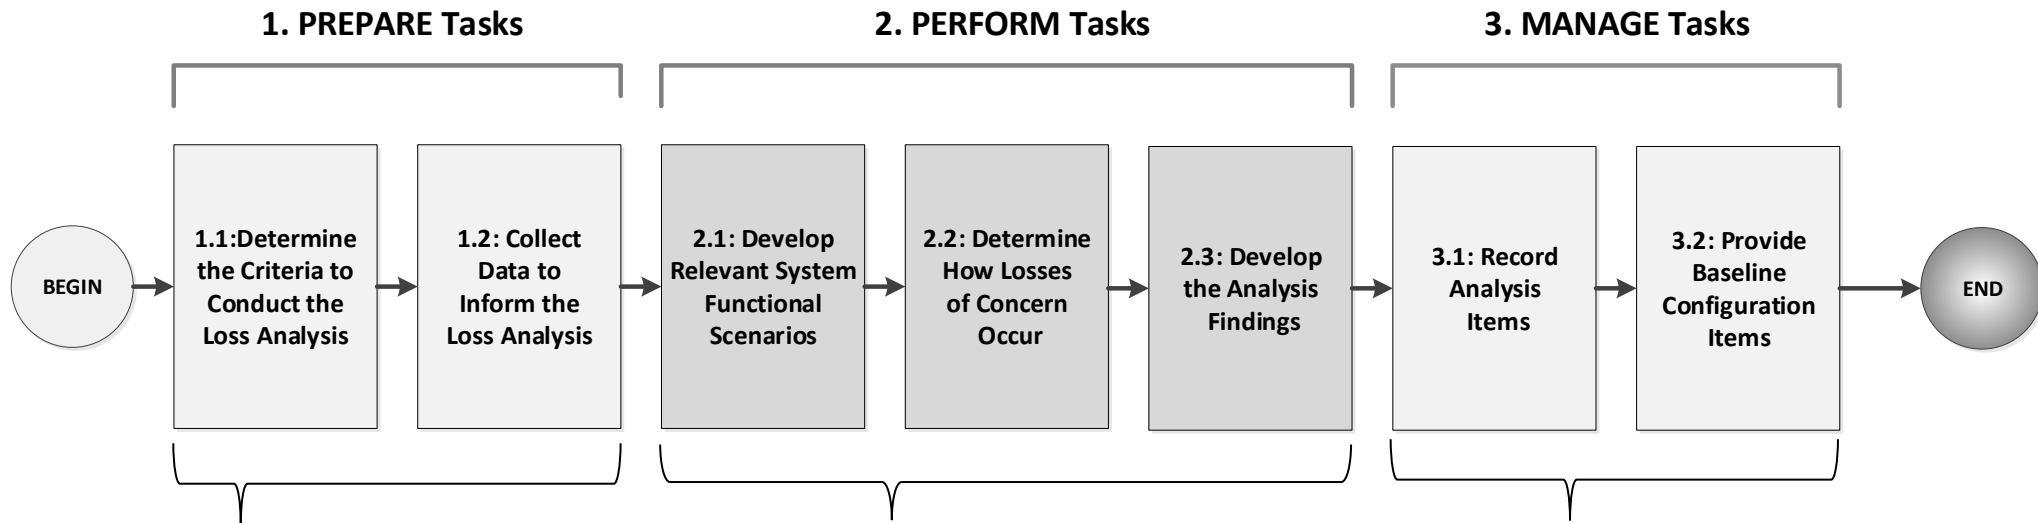 1. PREPARE Tasks
2. PERFORM Tasks
3. MANAGE Tasks
BEGIN
1.1:Determine
the Criteria to
Conduct the
Loss Analysis
1.2: Collect
Data to
Inform the
Loss Analysis
2.1: Develop
Relevant System
Functional
Scenarios
2.2: Determine
How Losses
of Concern
Occur
2.3: Develop
the Analysis
Findings
3.1: Record
Analysis
Items
3.2: Provide
Baseline
Configuration
Items
END